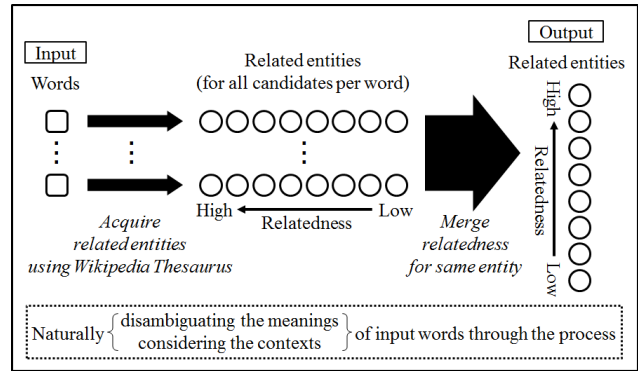 Input
Words
Related entities
(for all candidates per word)
Output
Related entities
High
Relatedness
Low
High
Relatedness
Low
Acquire
related entities
using Wikipedia Thesaurus
Merge
relatedness
for same entity
Naturally
disambiguating the meanings
considering the contexts
of input words through the process